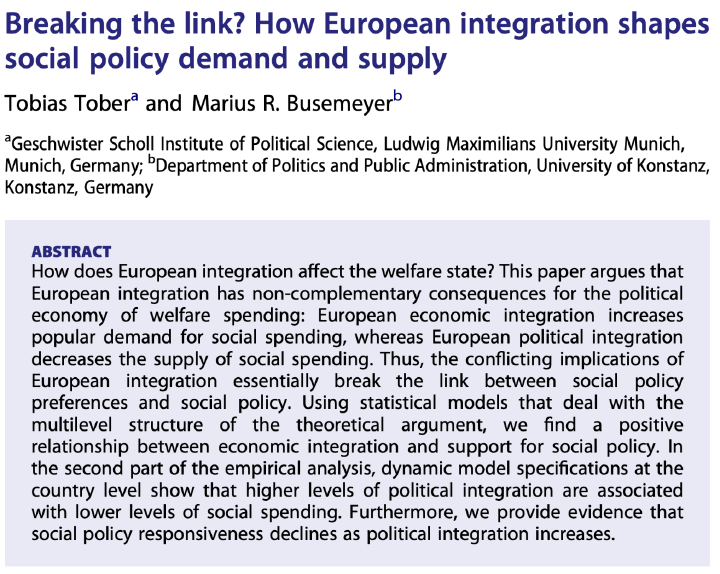 Breaking the link? How European integration shapes
social policy demand and supply
Tobias Tober^a and Marius R. Busemeyer^b
^aGeschwister Scholl Institute of Political Science, Ludwig Maximilians University Munich,
Munich, Germany; ^bDepartment of Politics and Public Administration, University of Konstanz,
Konstanz, Germany
ABSTRACT
How does European integration affect the welfare state? This paper argues that
European integration has non-complementary consequences for the political
economy of welfare spending: European economic integration increases
popular demand for social spending, whereas European political integration
decreases the supply of social spending. Thus, the conflicting implications of
European integration essentially break the link between social policy
preferences and social policy. Using statistical models that deal with the
multilevel structure of the theoretical argument, we find a positive
relationship between economic integration and support for social policy. In
the second part of the empirical analysis, dynamic model specifications at the
country level show that higher levels of political integration are associated
with lower levels of social spending. Furthermore, we provide evidence that
social policy responsiveness declines as political integration increases.